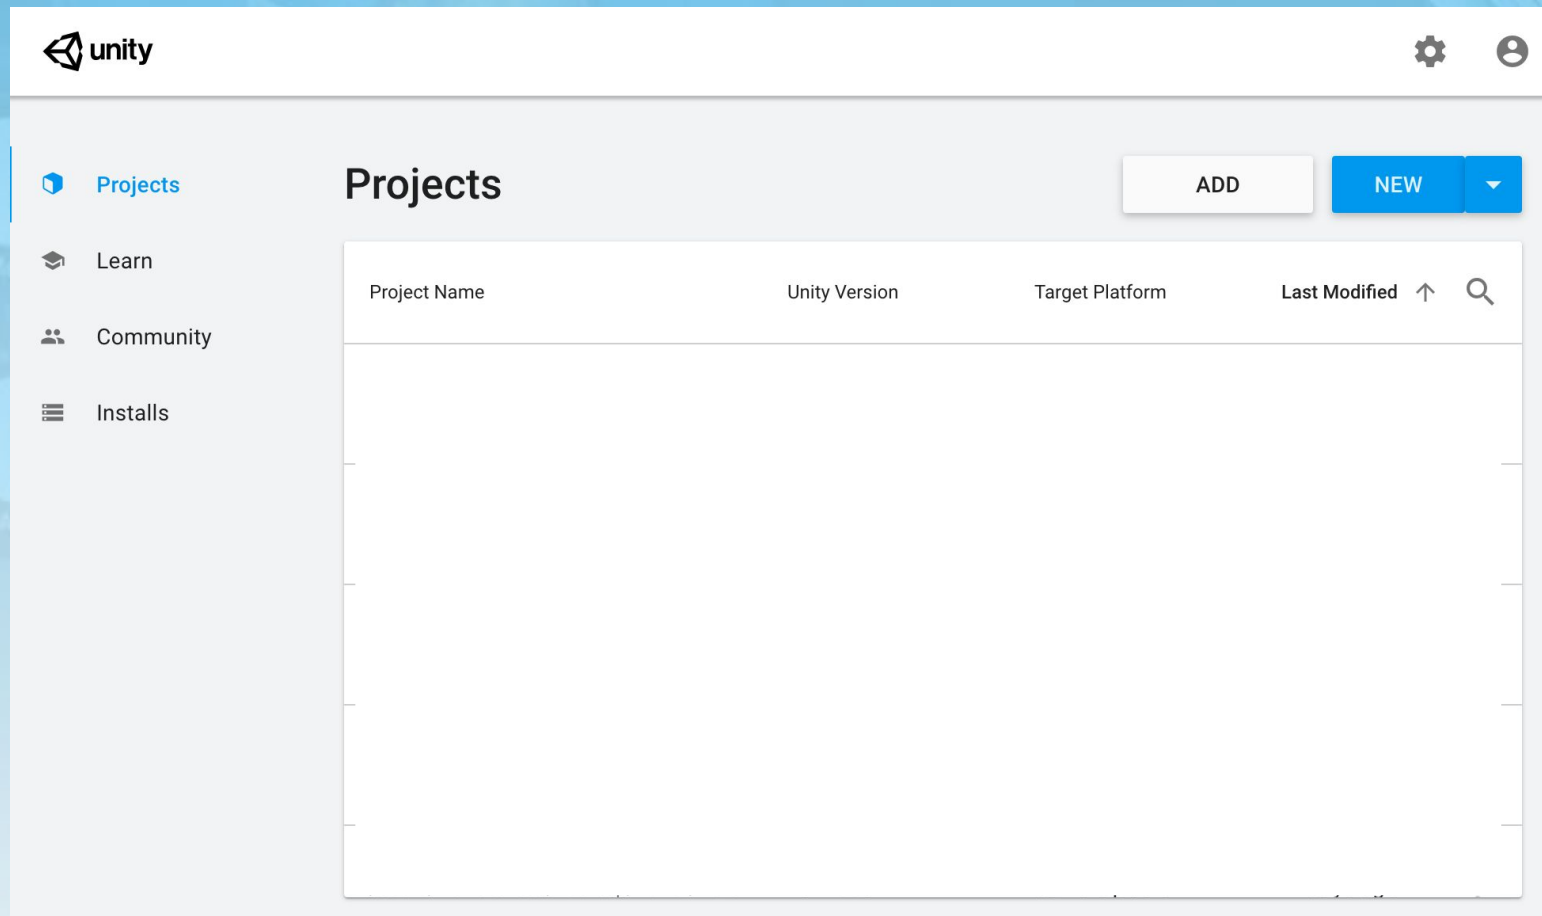 unity
Projects
Learn
Community
Installs
Projects
ADD
NEW
Project Name
Unity Version
Target Platform
Last Modified